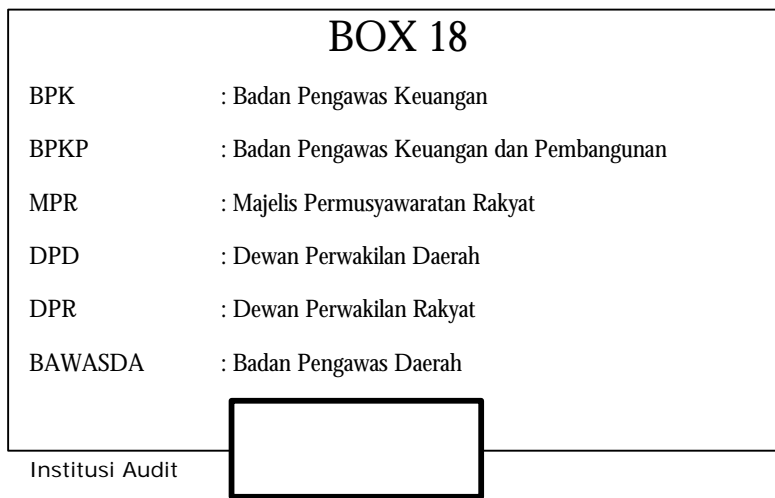 BOX 18
BPK : Badan Pengawas Keuangan
BPKP : Badan Pengawas Keuangan dan Pembangunan
MPR : Majelis Permusyawaratan Rakyat
DPD : Dewan Perwakilan Daerah
DPR : Dewan Perwakilan Rakyat
BAWASDA : Badan Pengawas Daerah
Institusi Audit